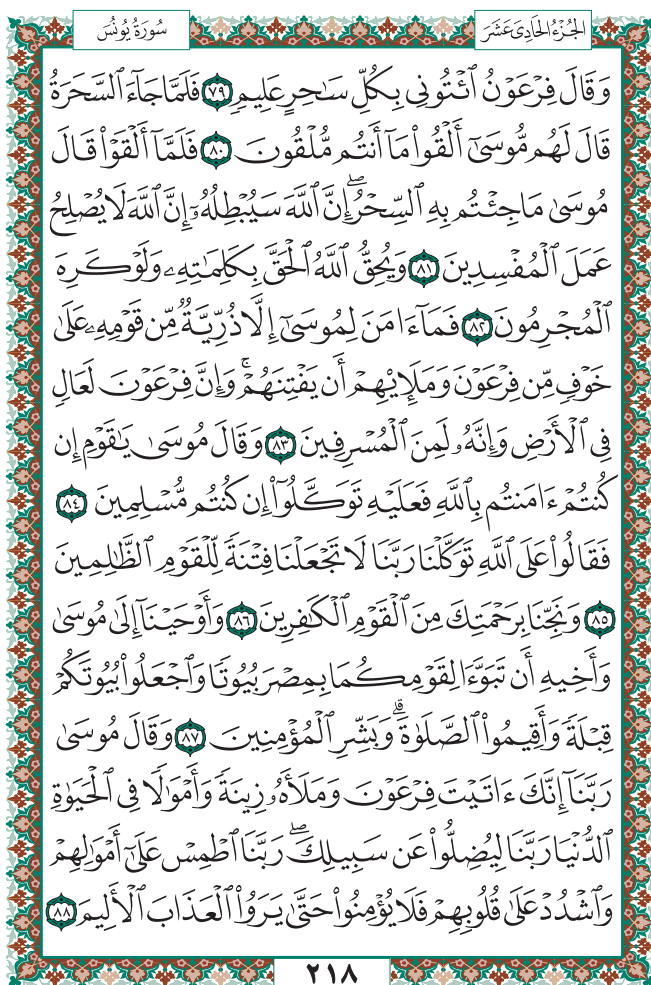 الجُزْءُ الحَادِي عَشَرَ
سُورَةُ يُونُسَ
وَقَالَ فِرْعَوْنُ ٱئْتُونِى بِكُلِّ سَـٰحِرٍ عَلِيمٍ ٧٩ فَلَمَّا جَآءَ ٱلسَّحَرَةُ
قَالَ لَهُم مُّوسَىٰٓ أَلْقُوا۟ مَآ أَنتُم مُّلْقُونَ ٨٠ فَلَمَّآ أَلْقَوْا۟ قَالَ
مُوسَىٰ مَا جِئْتُم بِهِ ٱلسِّحْرُ ۖ إِنَّ ٱللَّهَ سَيُبْطِلُهُۥٓ إِنَّ ٱللَّهَ لَا يُصْلِحُ
عَمَلَ ٱلْمُفْسِدِينَ ٨١ وَيُحِقُّ ٱللَّهُ ٱلْحَقَّ بِكَلِمَـٰتِهِۦ وَلَوْ كَرِهَ
ٱلْمُجْرِمُونَ ٨٢ فَمَآ ءَامَنَ لِمُوسَىٰٓ إِلَّا ذُرِّيَّةٌ مِّن قَوْمِهِۦ عَلَىٰ
خَوْفٍ مِّن فِرْعَوْنَ وَمَلَإِي۟هِمْ أَن يَفْتِنَهُمْ ۚ وَإِنَّ فِرْعَوْنَ لَعَالٍ
فِى ٱلْأَرْضِ وَإِنَّهُۥ لَمِنَ ٱلْمُسْرِفِينَ ٨٣ وَقَالَ مُوسَىٰ يَـٰقَوْمِ إِن
كُنتُمْ ءَامَنتُم بِٱللَّهِ فَعَلَيْهِ تَوَكَّلُوٓا۟ إِن كُنتُم مُّسْلِمِينَ ٨٤
فَقَالُوا۟ عَلَى ٱللَّهِ تَوَكَّلْنَا رَبَّنَا لَا تَجْعَلْنَا فِتْنَةً لِّلْقَوْمِ ٱلظَّـٰلِمِينَ
٨٥ وَنَجِّنَا بِرَحْمَتِكَ مِنَ ٱلْقَوْمِ ٱلْكَـٰفِرِينَ ٨٦ وَأَوْحَيْنَآ إِلَىٰ مُوسَىٰ
وَأَخِيهِ أَن تَبَوَّءَا لِقَوْمِكُمَا بِمِصْرَ بُيُوتًا وَٱجْعَلُوا۟ بُيُوتَكُمْ
قِبْلَةً وَأَقِيمُوا۟ ٱلصَّلَوٰةَ ۗ وَبَشِّرِ ٱلْمُؤْمِنِينَ ٨٧ وَقَالَ مُوسَىٰ
رَبَّنَآ إِنَّكَ ءَاتَيْتَ فِرْعَوْنَ وَمَلَأَهُۥ زِينَةً وَأَمْوَٰلًا فِى ٱلْحَيَوٰةِ
ٱلدُّنْيَا رَبَّنَا لِيُضِلُّوا۟ عَن سَبِيلِكَ ۖ رَبَّنَا ٱطْمِسْ عَلَىٰٓ أَمْوَٰلِهِمْ
وَٱشْدُدْ عَلَىٰ قُلُوبِهِمْ فَلَا يُؤْمِنُوا۟ حَتَّىٰ يَرَوُا۟ ٱلْعَذَابَ ٱلْأَلِيمَ ٨٨
٢١٨